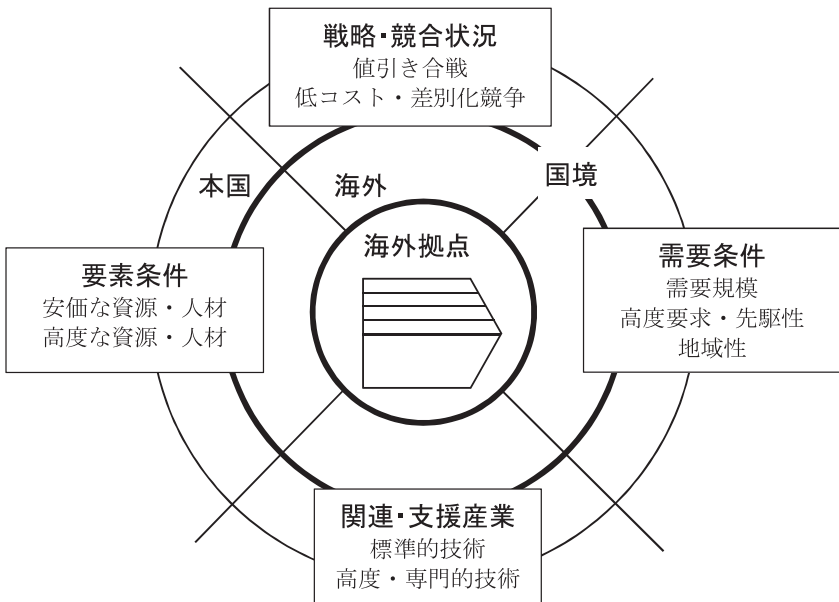 戦略・競合状況
値引き合戦
低コスト・差別化競争
本国
海外
国境
海外拠点
要素条件
安価な資源・人材
高度な資源・人材
需要条件
需要規模
高度要求・先駆性
地域性
関連・支援産業
標準的技術
高度・専門的技術